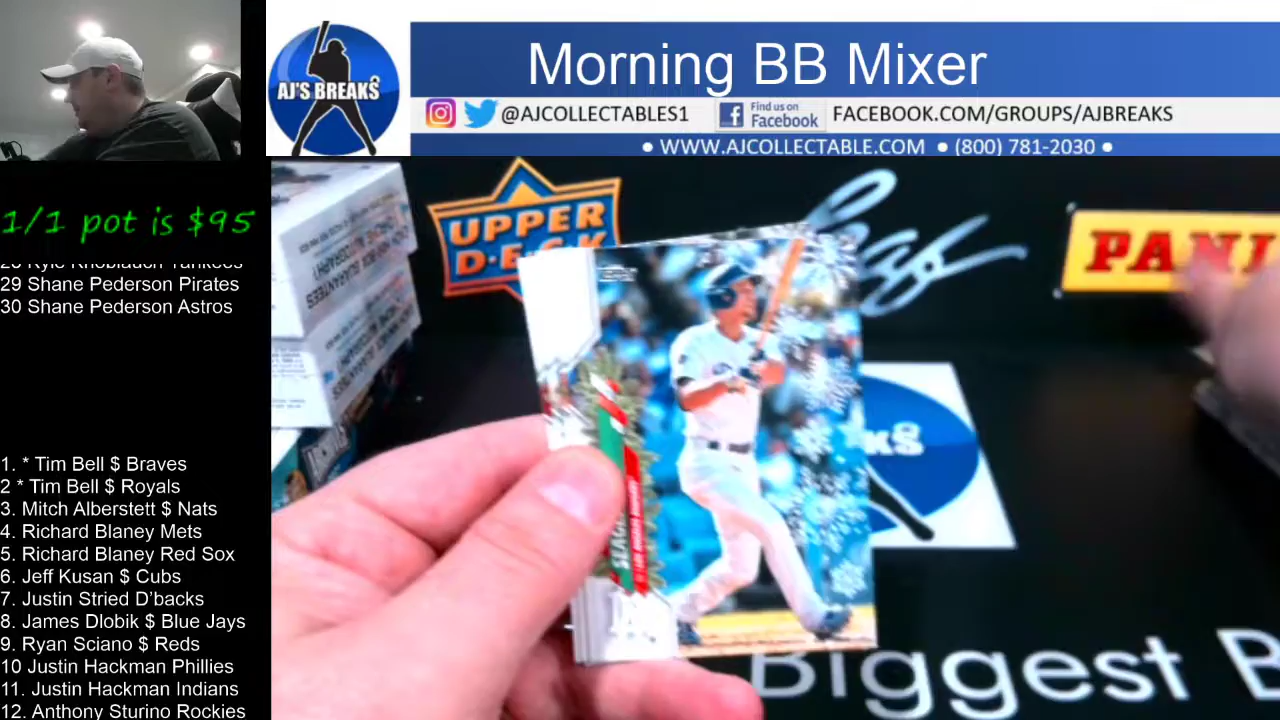 AJ'S BREAKS
Morning BB Mixer
@AJCOLLECTABLES1
Find us on
Facebook
FACEBOOK.COM/GROUPS/AJBREAKS
• WWW.AJCOLLECTABLE.COM • (800) 781-2030 •
1/1 pot is $95
29 Shane Pederson Pirates
30 Shane Pederson Astros
1. * Tim Bell $ Braves
2 * Tim Bell $ Royals
3. Mitch Alberstett $ Nats
4. Richard Blaney Mets
5. Richard Blaney Red Sox
6. Jeff Kusan $ Cubs
7. Justin Stried D'backs
8. James Dlobik $ Blue Jays
9. Ryan Sciano $ Reds
10 Justin Hackman Phillies
11. Justin Hackman Indians
12. Anthony Sturino Rockies
UPPER
DECK
PANI
Biggest B